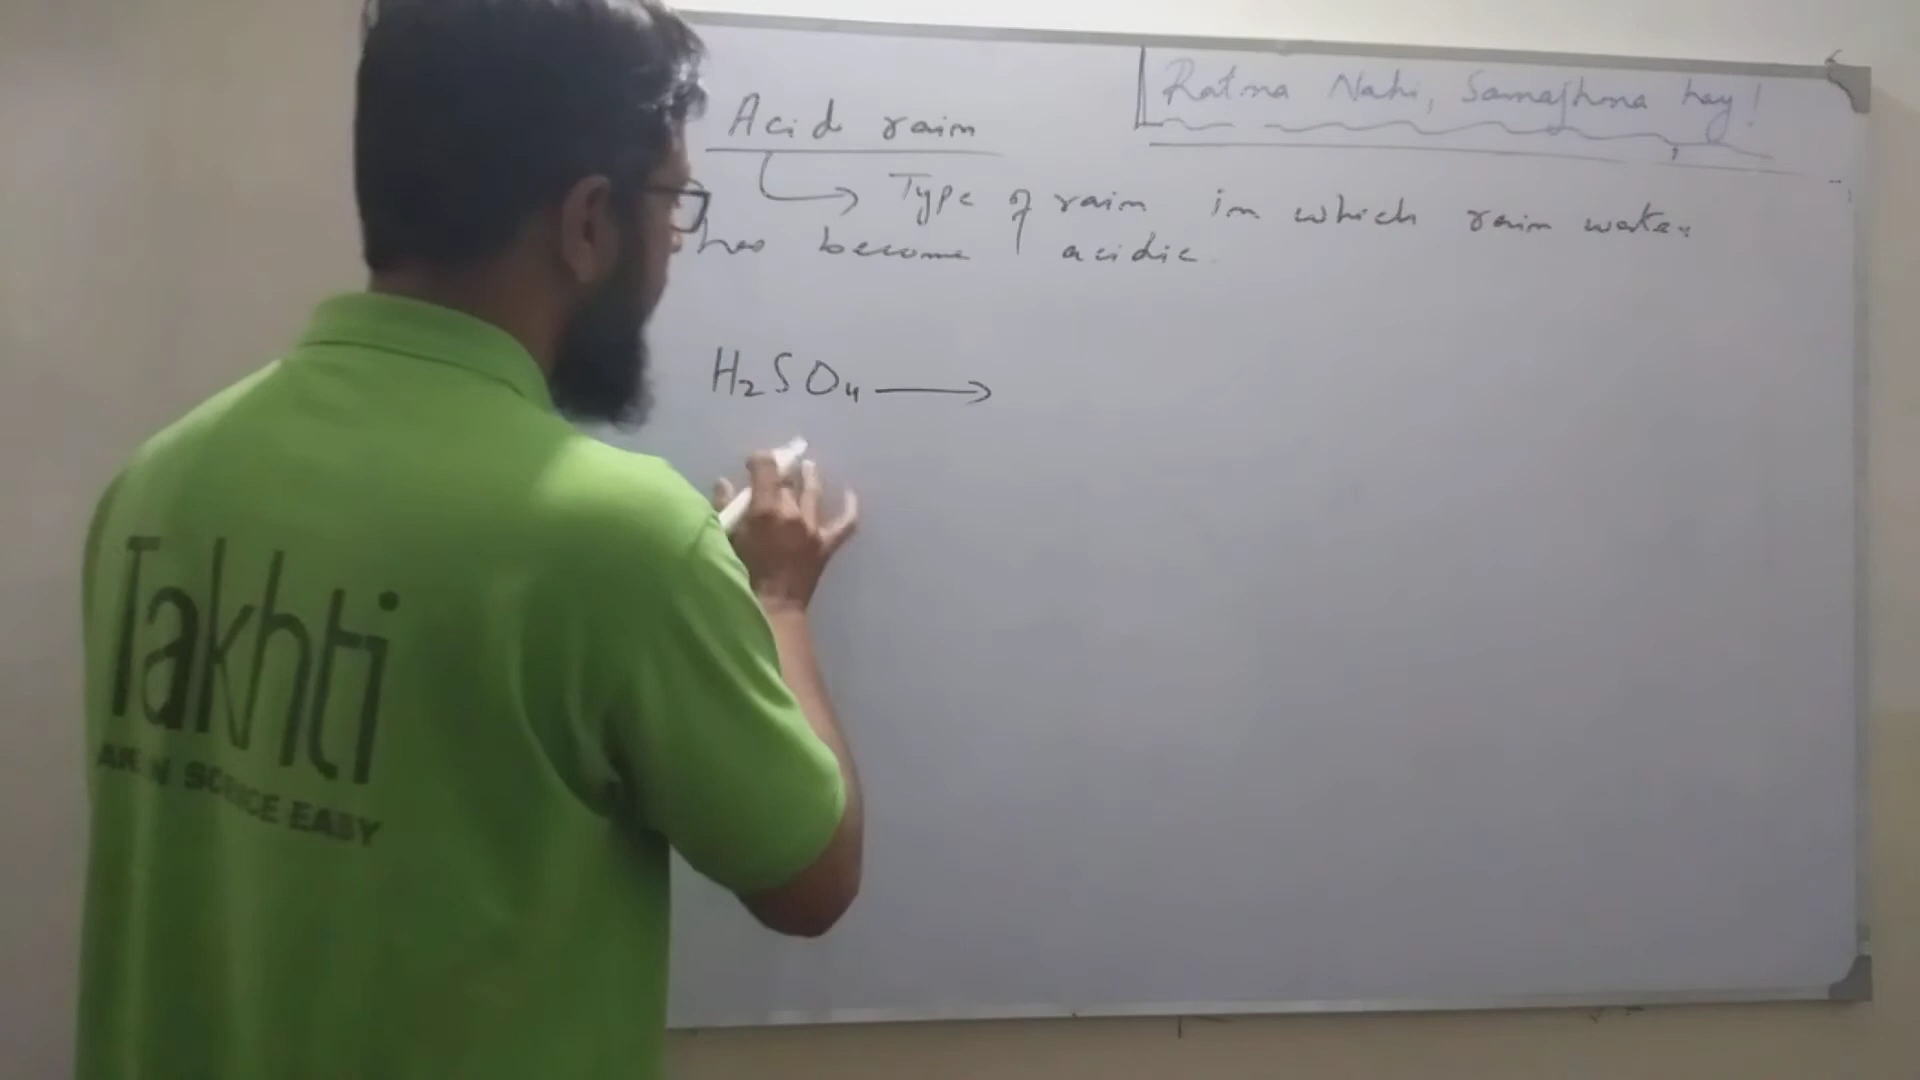 Ratna Nahi, Samajhna hay!
Acid rain
Type of rain in which rain water
has become acidic.
H₂SO₄ →
Takhti
SCIENCE EASY